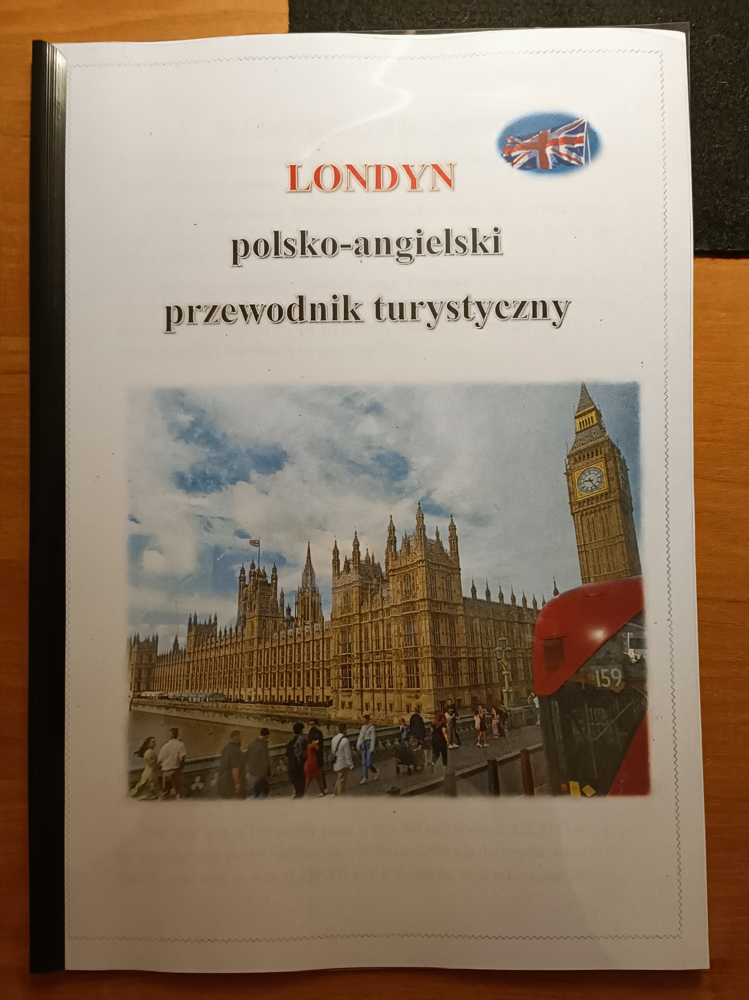 LONDYN
polsko-angielski
przewodnik turystyczny
159